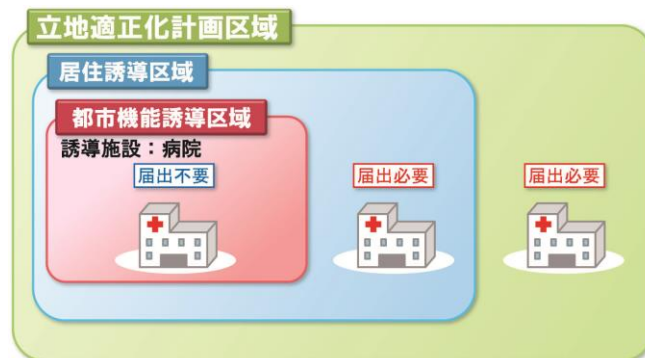 立地適正化計画区域
居住誘導区域
都市機能誘導区域
誘導施設：病院
届出不要
届出必要
届出必要